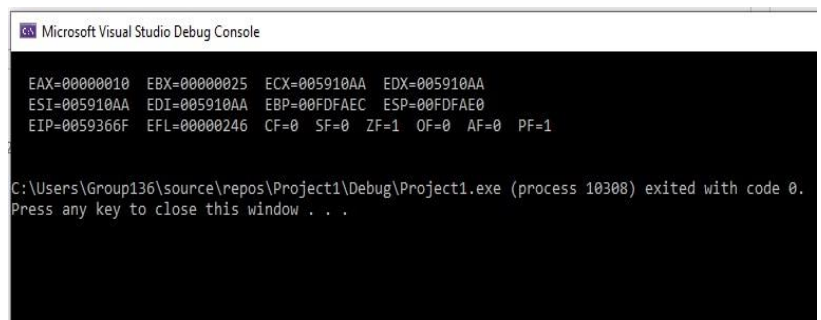 Microsoft Visual Studio Debug Console
EAX=00000010 EBX=00000025 ECX=005910AA EDX=005910AA
ESI=005910AA EDI=005910AA EBP=00FDFAEC ESP=00FDFAE0
EIP=0059366F EFL=00000246 CF=0 SF=0 ZF=1 OF=0 AF=0 PF=1
C:\Users\Group136\source\repos\Project1\Debug\Project1.exe (process 10308) exited with code 0.
Press any key to close this window . . .